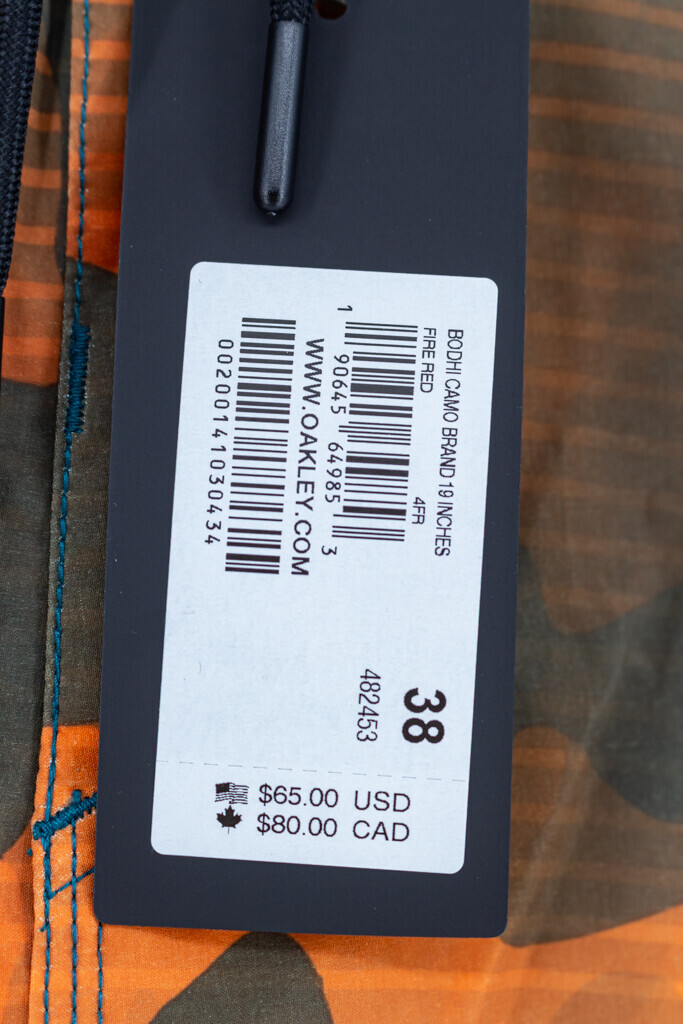 BODHI CAMO BRAND 19 INCHES
FIRE RED 4FR
1 90645 64985 3
WWW.OAKLEY.COM
00200141030434
38
482453
$65.00 USD
$80.00 CAD